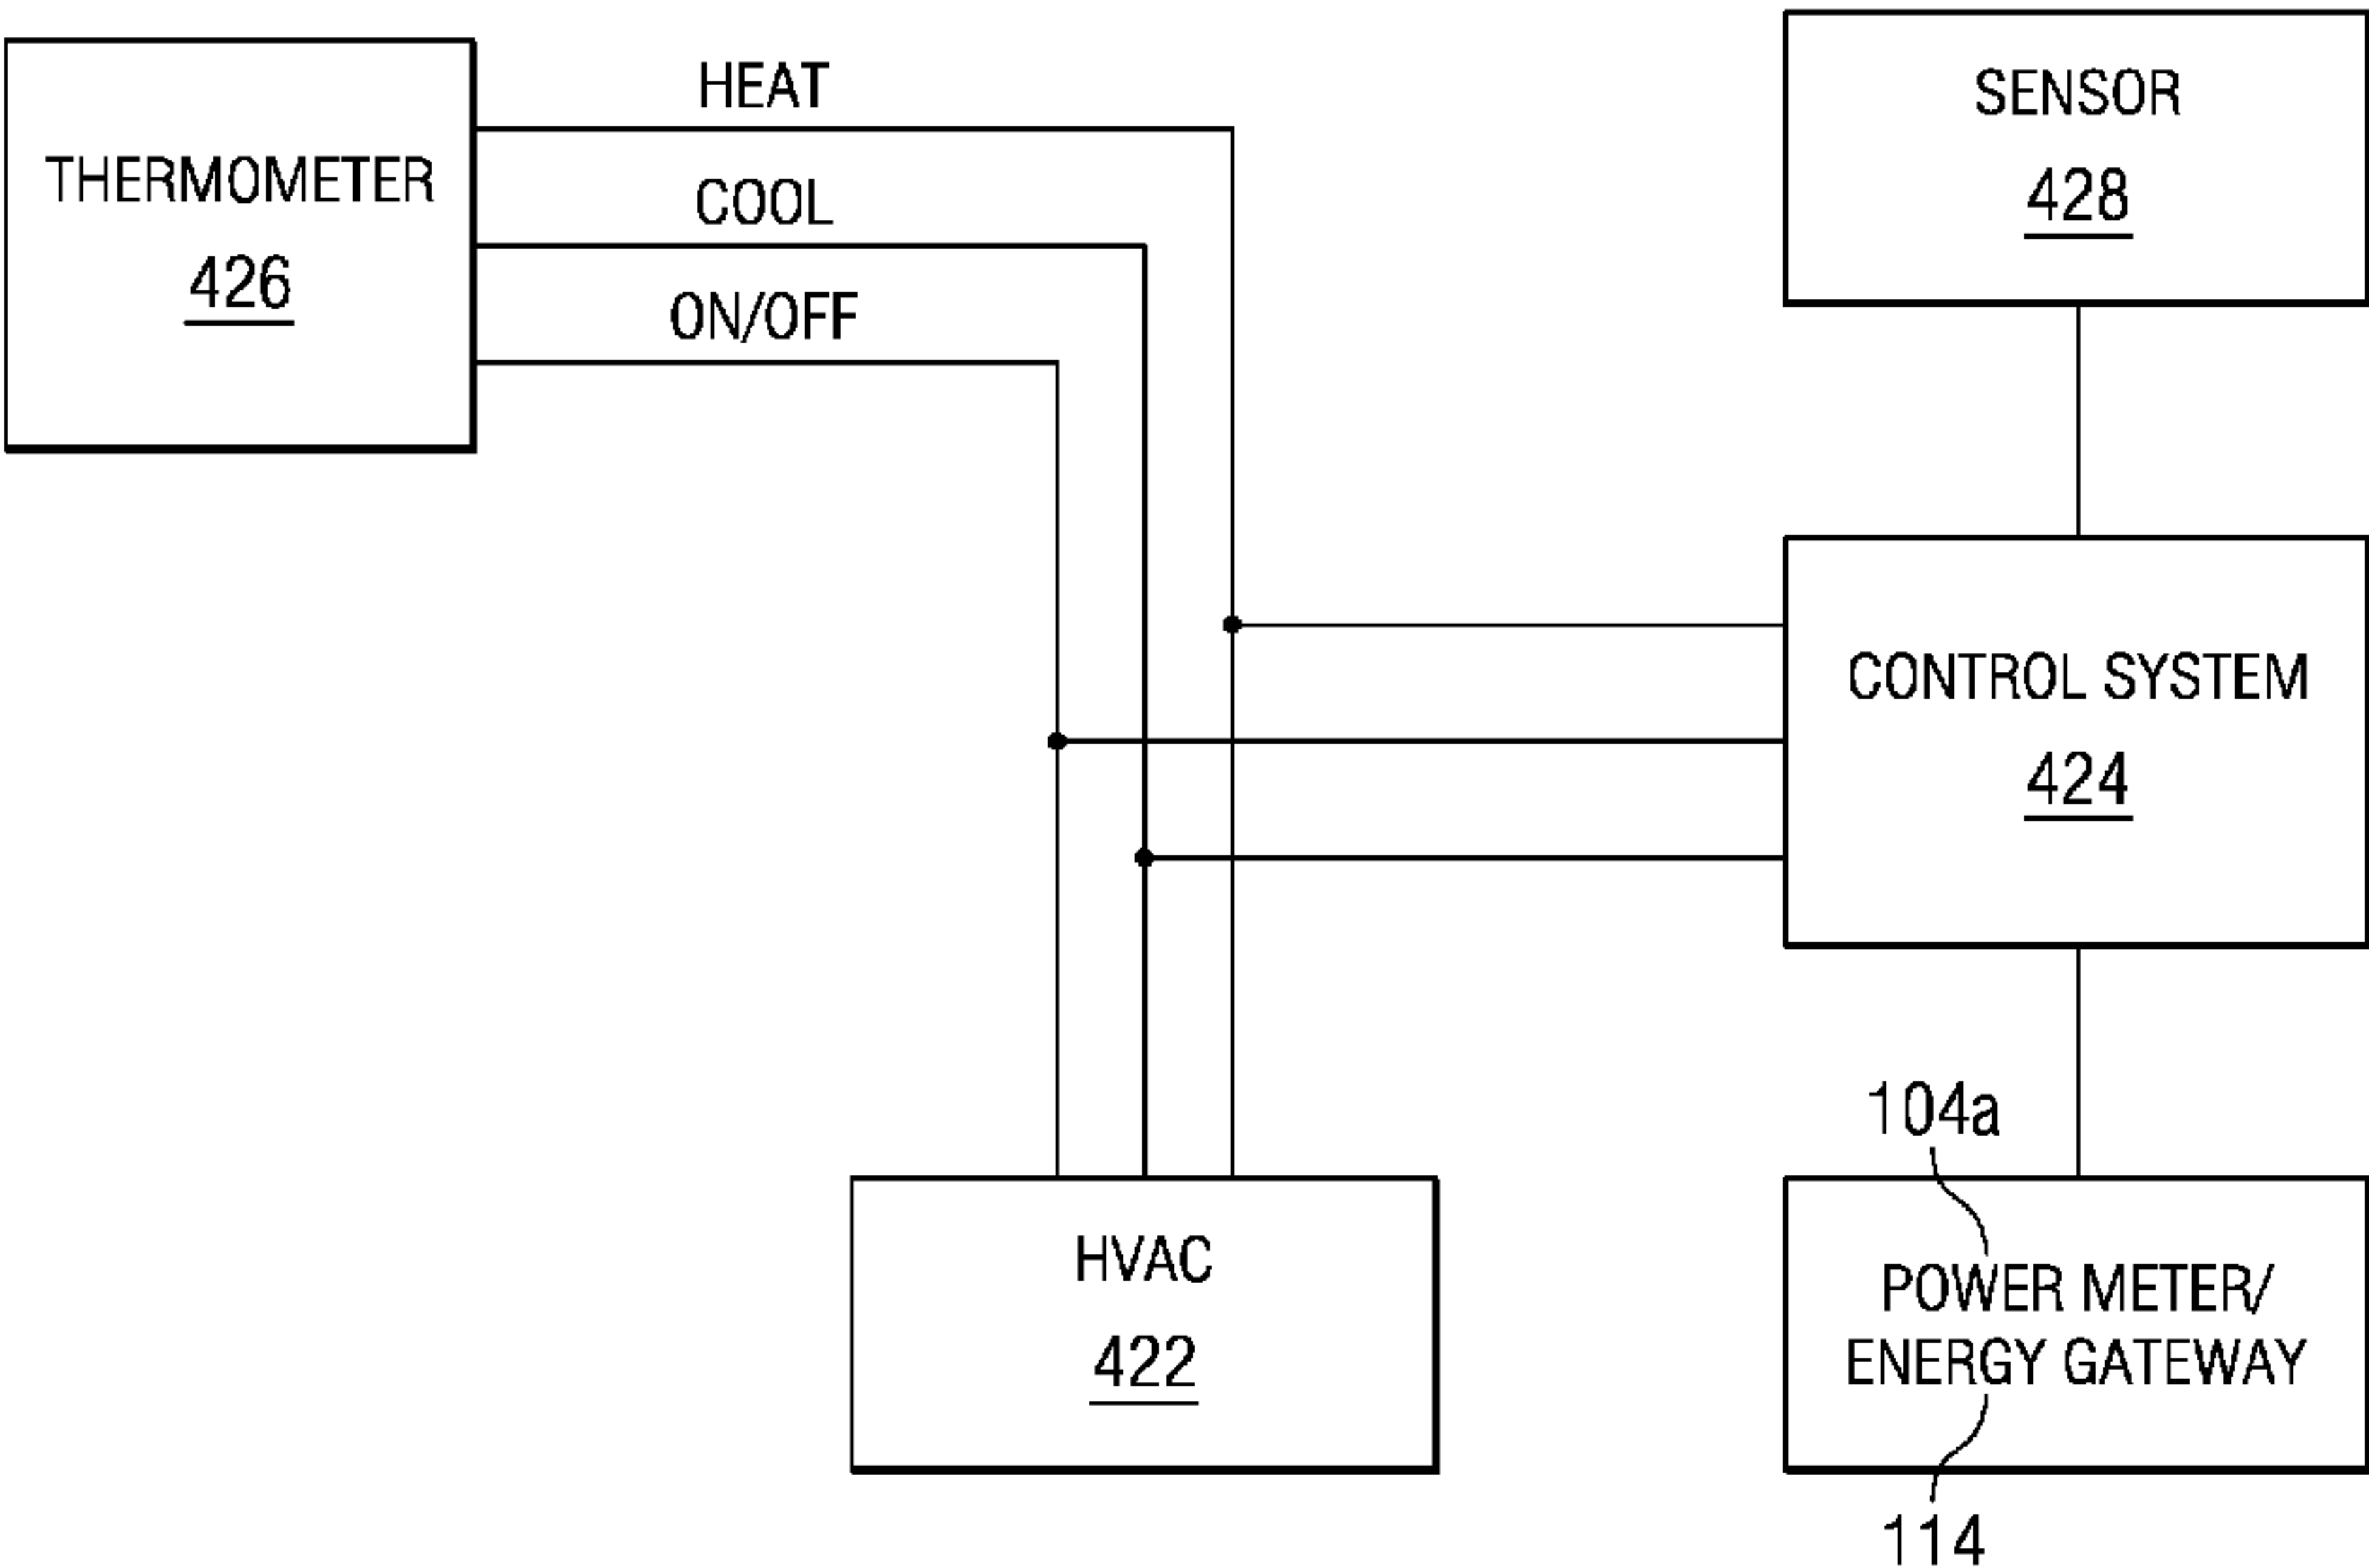 THERMOMETER
426
HEAT
COOL
ON/OFF
SENSOR
428
CONTROL SYSTEM
424
HVAC
422
104a
POWER METER/
ENERGY GATEWAY
114